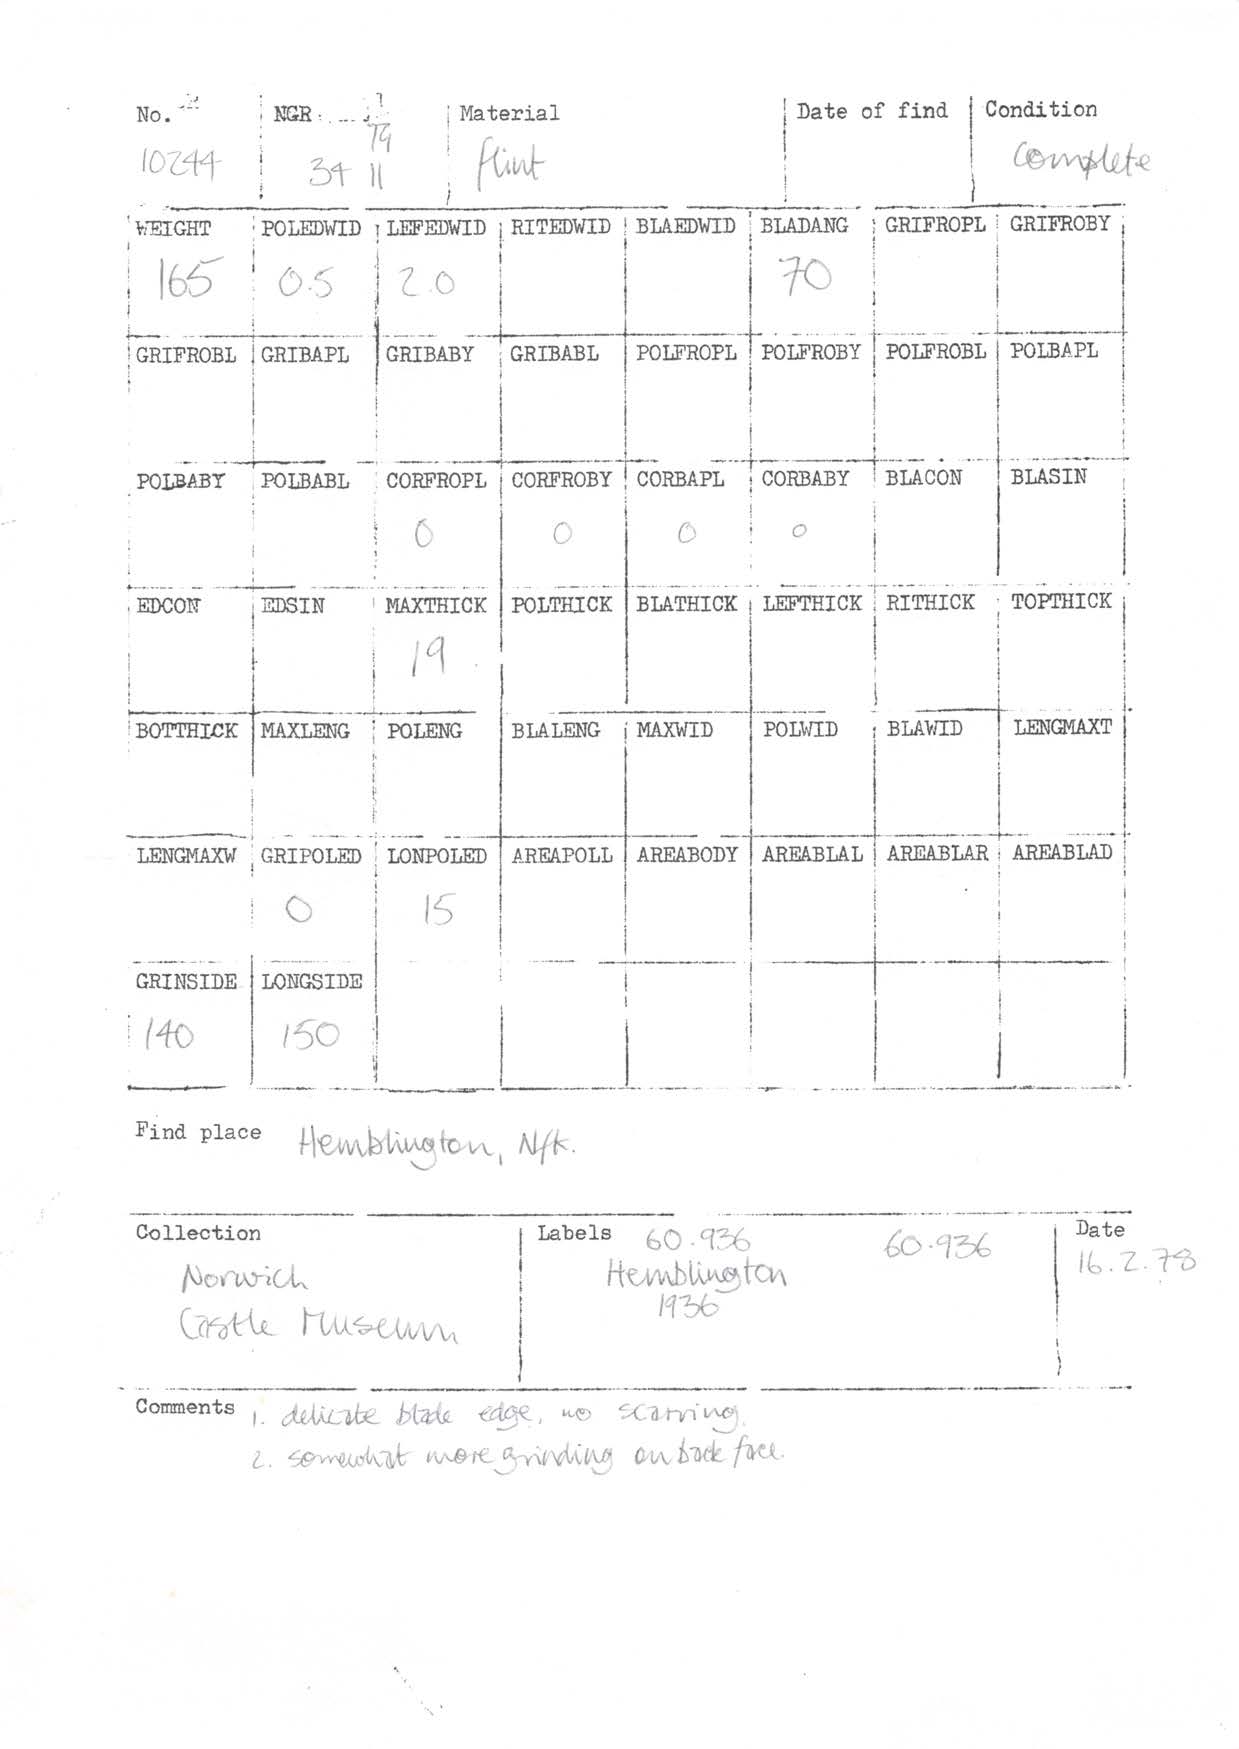 No. NGR Material Date of find Condition
TG
10244 34 11 flint complete
WEIGHT POLEDWID LEFEDWID RITEDWID BLAEDWID BLADANG GRIFROPL GRIFROBY
165 0.5 2.0 70
GRIFROBL GRIBAPL GRIBABY GRIBABL POLFROPL POLFROBY POLFROBL POLBAPL
POLBABY POLBABL CORFROPL CORFROBY CORBAPL CORBABY BLACON BLASIN
0 0 0 0
EDCON EDSIN MAXTHICK POLTHICK BLATHICK LEFTHICK RITHICK TOPTHICK
19
BOTTHICK MAXLENG POLENG BLALENG MAXWID POLWID BLAWID LENGMAXT
LENGMAXW GRIPOLED LONPOLED AREAPOLL AREABODY AREABLAL AREABLAR AREABLAD
0 15
GRINSIDE LONGSIDE
140 150
Find place Hemblington, Nfk.
Collection Labels 60.936 60.936 Date
Norwich Hemblington 16.2.78
Castle Museum 1936
Comments 1. delicate blade edge, no scarring.
2. somewhat more grinding on back face.